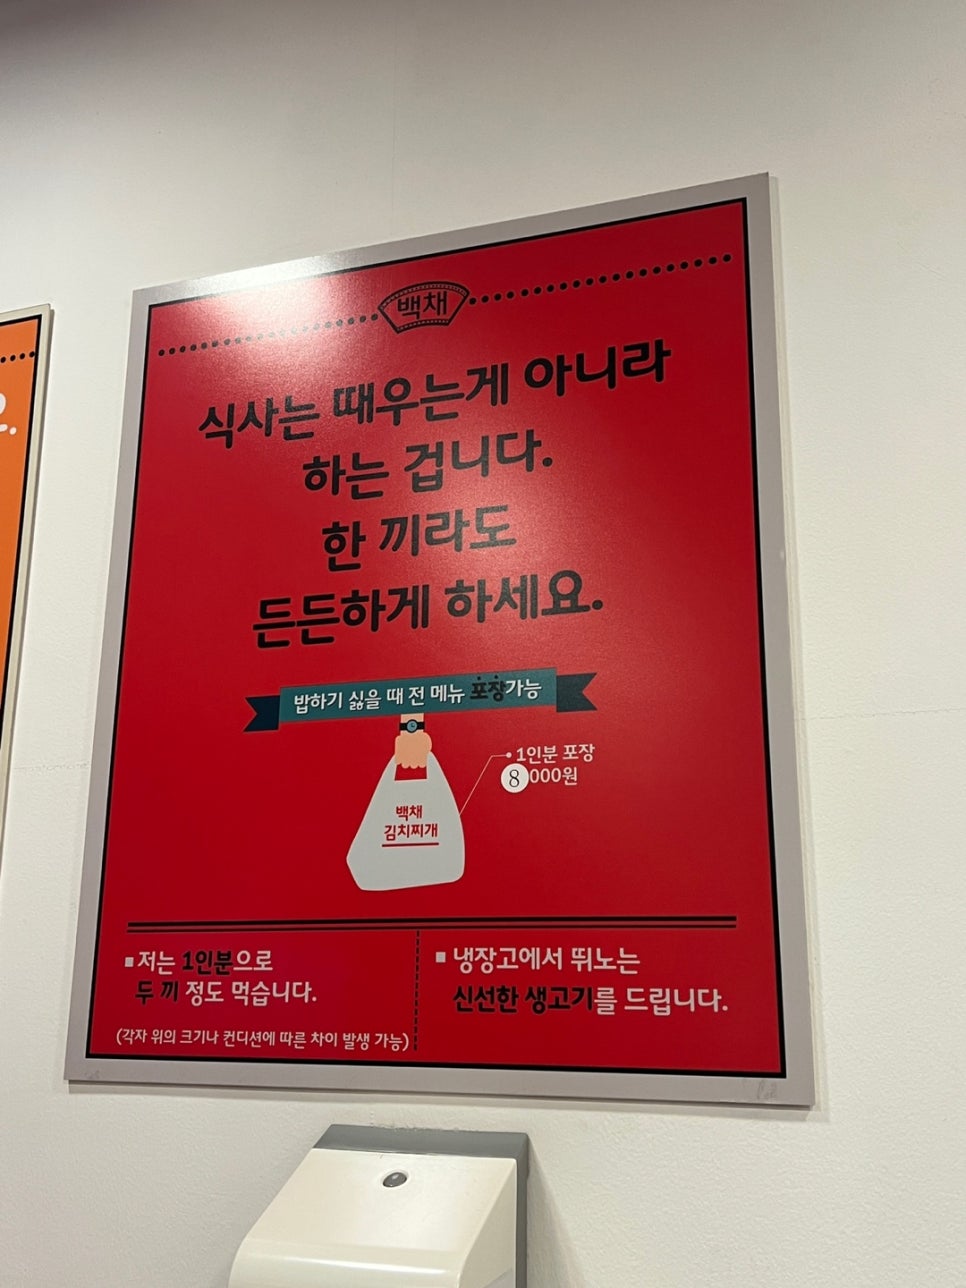 요.
백채
식사는 때우는게 아니라
하는 겁니다.
한 끼라도
든든하게 하세요.
밥하기 싫을 때 전 메뉴 포장가능
1인분 포장
8000원
백채
김치찌개
저는 1인분으로
두 끼 정도 먹습니다.
(각자 위의 크기나 컨디션에 따른 차이 발생 가능)
냉장고에서 뛰노는
신선한 생고기를 드립니다.